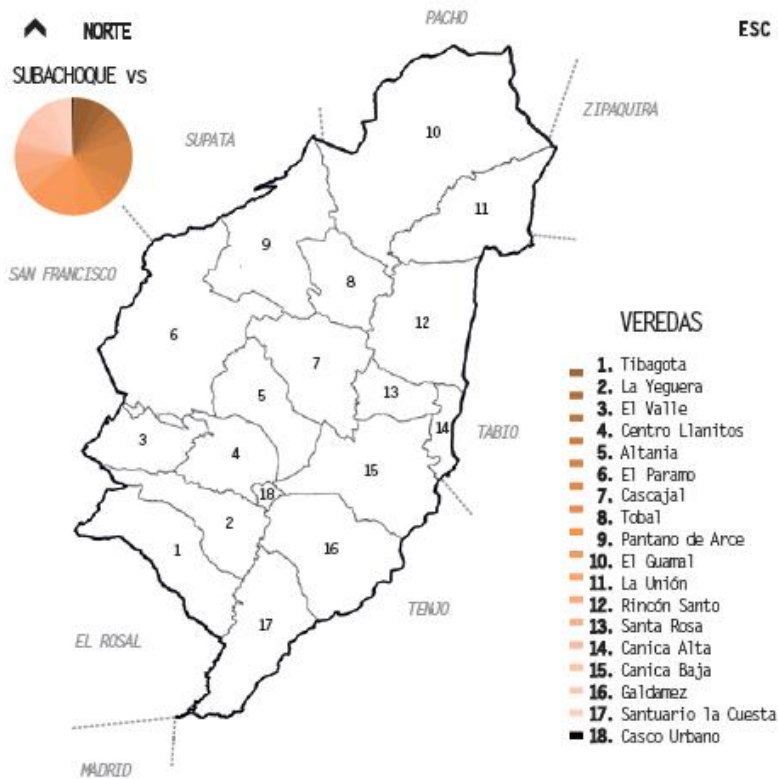 PACHO
NORTE
ESC
SUBACHOQUE vs
ZIPAQUIRA
SUPATA
10
11
9
SAN FRANCISCO
8
12
6
VEREDAS
7
1. Tibagota
13
2. La Yeguera
5
3. El Valle
14
TABIO
4. Centro Llanitos
3
4
5. Altania
15
6. El Paramo
18
7. Cascajal
2
8. Tobal
1
16
9. Pantano de Arce
10. El Guamal
11. La Unión
TENJO
12. Rincón Santo
17
13. Santa Rosa
EL ROSAL
14. Canica Alta
15. Canica Baja
16. Galdamez
17. Santuario la Cuesta
18. Casco Urbano
MADRID